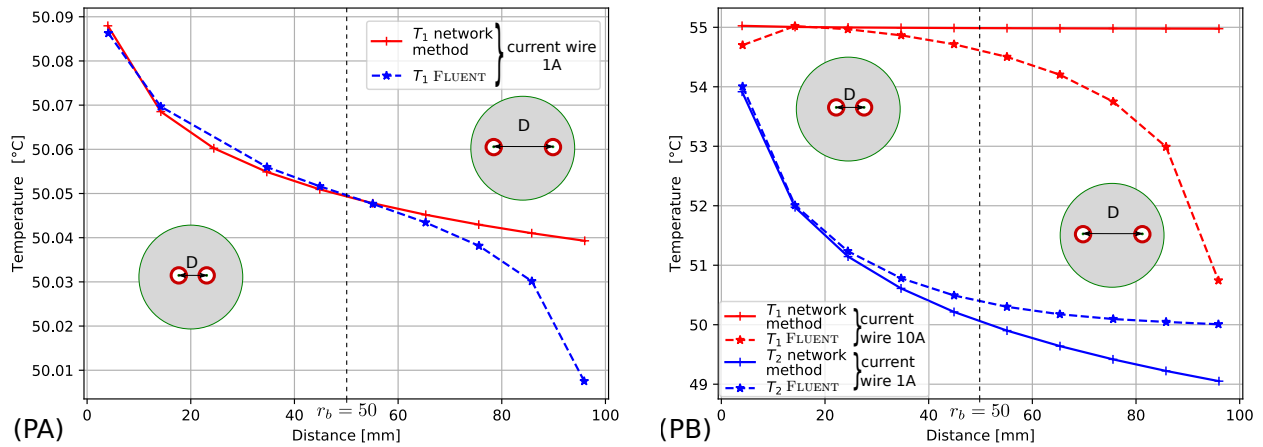 50.09
50.08
50.07
50.06
50.05
50.04
50.03
50.02
50.01
Temperature [°C]
T₁ network
method
T₁ FLUENT
current wire
1A
D
D
0
20
40
60
80
100
r_b = 50
Distance [mm]
(PA)
55
54
53
52
51
50
49
Temperature [°C]
D
D
T₁ network
method
T₁ FLUENT
current
wire 10A
T₂ network
method
T₂ FLUENT
current
wire 1A
0
20
40
60
80
100
r_b = 50
Distance [mm]
(PB)